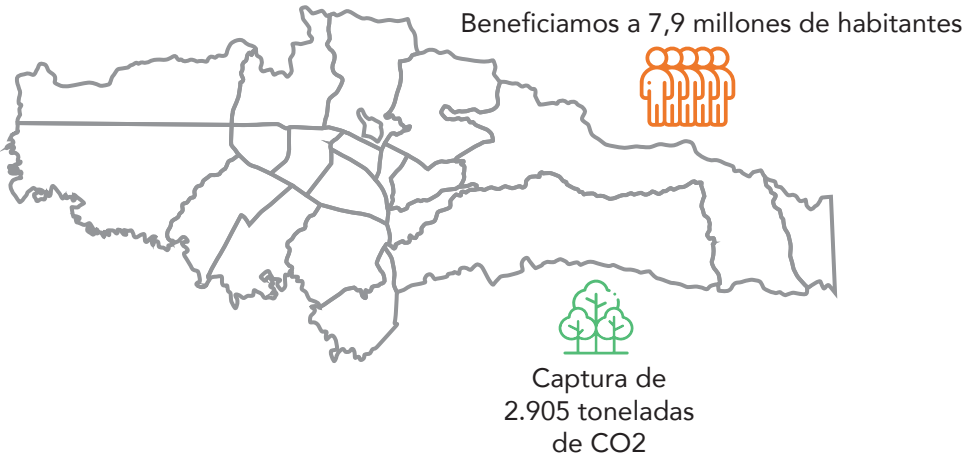 Beneficiamos a 7,9 millones de habitantes
Captura de
2.905 toneladas
de CO2